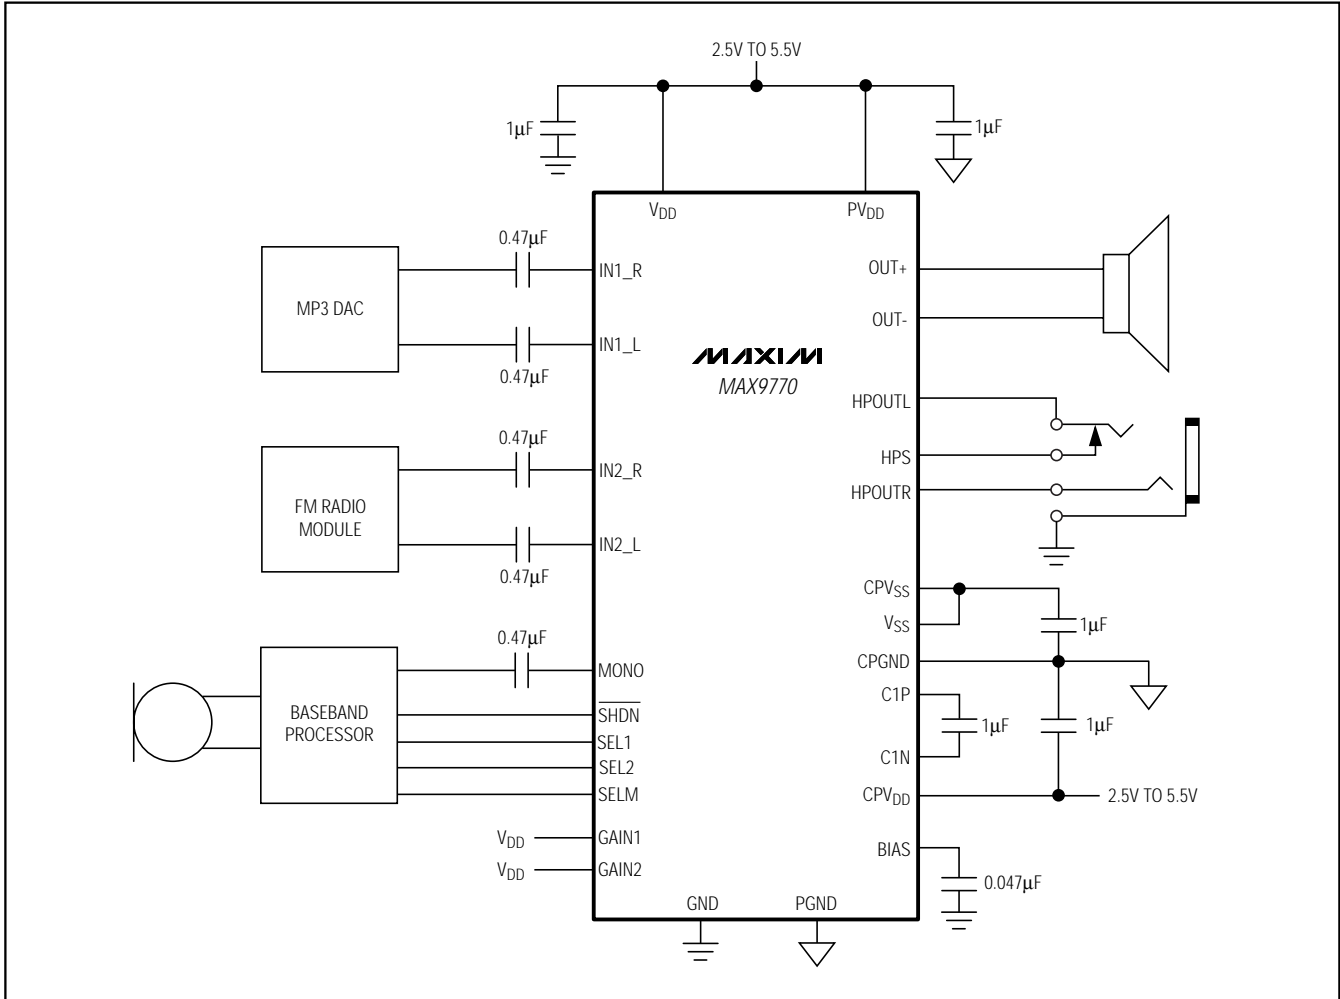 2.5V TO 5.5V
1μF
1μF
VDD
PVDD
0.47μF
MP3 DAC
IN1_R
IN1_L
0.47μF
OUT+
OUT-
MAXIM
MAX9770
HPOUTL
HPS
HPOUTR
0.47μF
FM RADIO
MODULE
IN2_R
IN2_L
0.47μF
CPVSS
VSS
1μF
CPGND
C1P
1μF
1μF
C1N
CPVDD
2.5V TO 5.5V
0.47μF
BASEBAND
PROCESSOR
MONO
SHDN
SEL1
SEL2
SELM
VDD
GAIN1
VDD
GAIN2
BIAS
0.047μF
GND
PGND